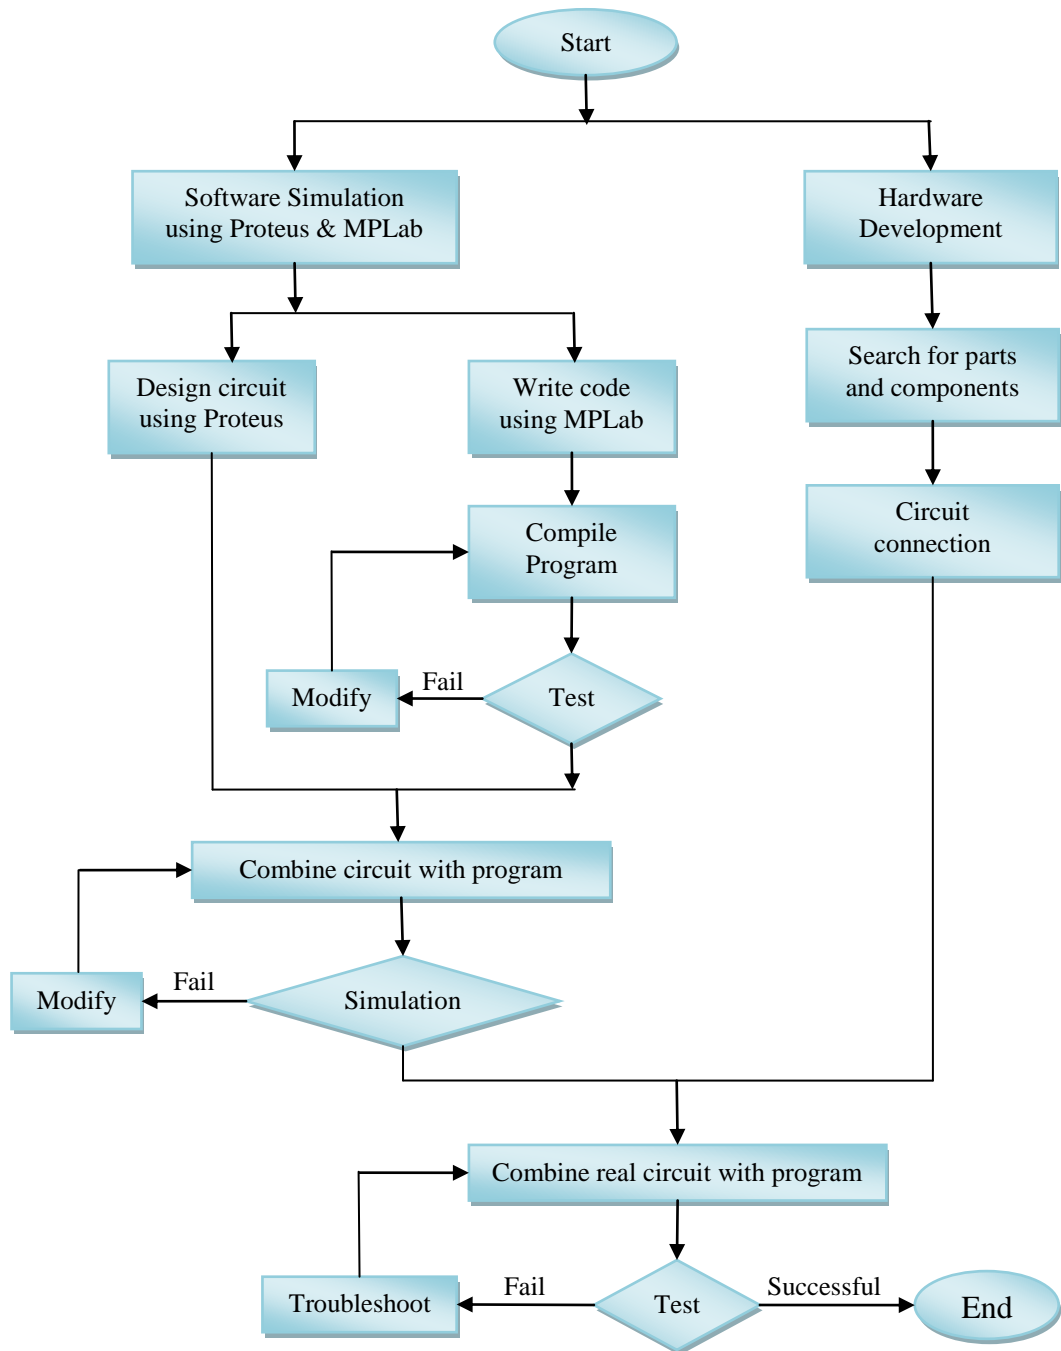 Start
Software Simulation
using Proteus & MPLab
Hardware
Development
Design circuit
using Proteus
Write code
using MPLab
Search for parts
and components
Compile
Program
Circuit
connection
Modify
Fail
Test
Combine circuit with program
Modify
Fail
Simulation
Combine real circuit with program
Troubleshoot
Fail
Test
Successful
End